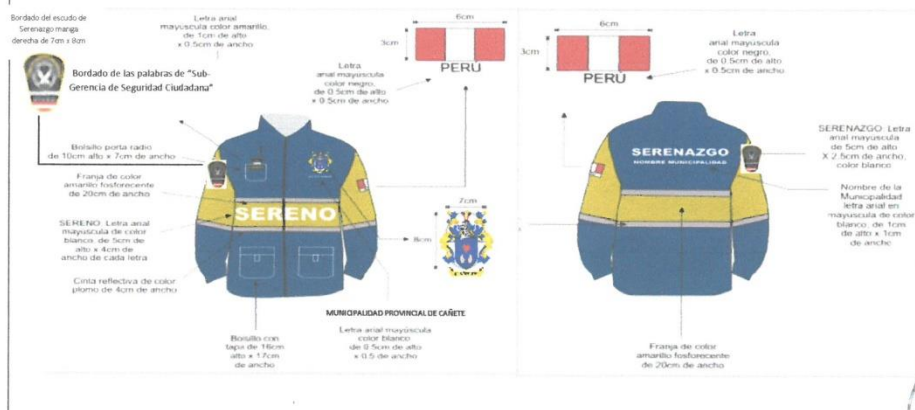 Bordado del escudo de
Serenazgo manga
derecha de 7cm x 8cm
Letra arial
mayúscula color amarillo,
de 1cm de alto
x 0.5cm de ancho
Bordado de las palabras de "Sub-
Gerencia de Seguridad Ciudadana"
6cm
3cm
PERÚ
Letra
arial mayúscula
color negro,
de 0.5cm de alto
x 0.5cm de ancho
Bolsito porta radio
de 10cm alto x 7cm de ancho
Franja de color
amarillo fosforecente
de 20cm de ancho
SERENO: Letra arial
mayúscula de color
blanco, de 5cm de
alto x 4cm de
ancho de cada letra
Cinta reflectiva de color
plomo de 4cm de ancho
SERENO
7cm
8cm
MUNICIPALIDAD PROVINCIAL DE CAÑETE
Letra arial mayúscula
color blanco
de 0.5cm de alto
x 0.5 de ancho
Bolsillo con
tapa de 16cm
alto x 17cm
de ancho
6cm
3cm
PERÚ
Letra
arial mayúscula
color negro,
de 0.5cm de alto
x 0.5cm de ancho
SERENAZGO
NOMBRE MUNICIPALIDAD
SERENAZGO: Letra
arial mayúscula
de 5cm de alto
X 2.5cm de ancho,
color blanco
Nombre de la
Municipalidad
letra arial en
mayúscula de color
blanco, de 1cm
de alto x 1cm
de ancho
Franja de color
amarillo fosforecente
de 20cm de ancho